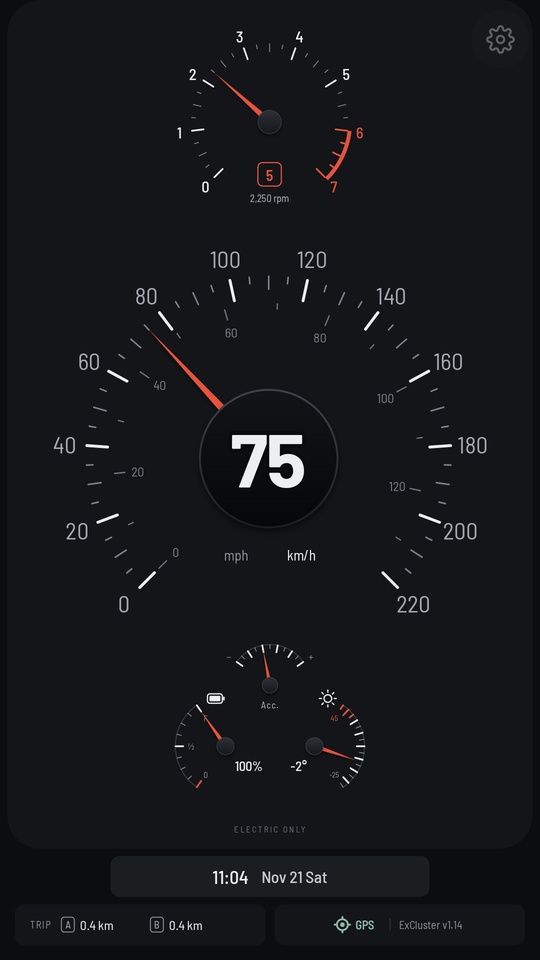 3 4
2 5
1 6
0 7
5
2,250 rpm
100 120
80 140
60 80
60 160
40 100
40 180
20 120
20 200
0
mph km/h
0 220
− +
Acc.
F 45
½
100% -2°
0 -25
ELECTRIC ONLY
11:04 Nov 21 Sat
TRIP A 0.4 km B 0.4 km
GPS ExCluster v1.14